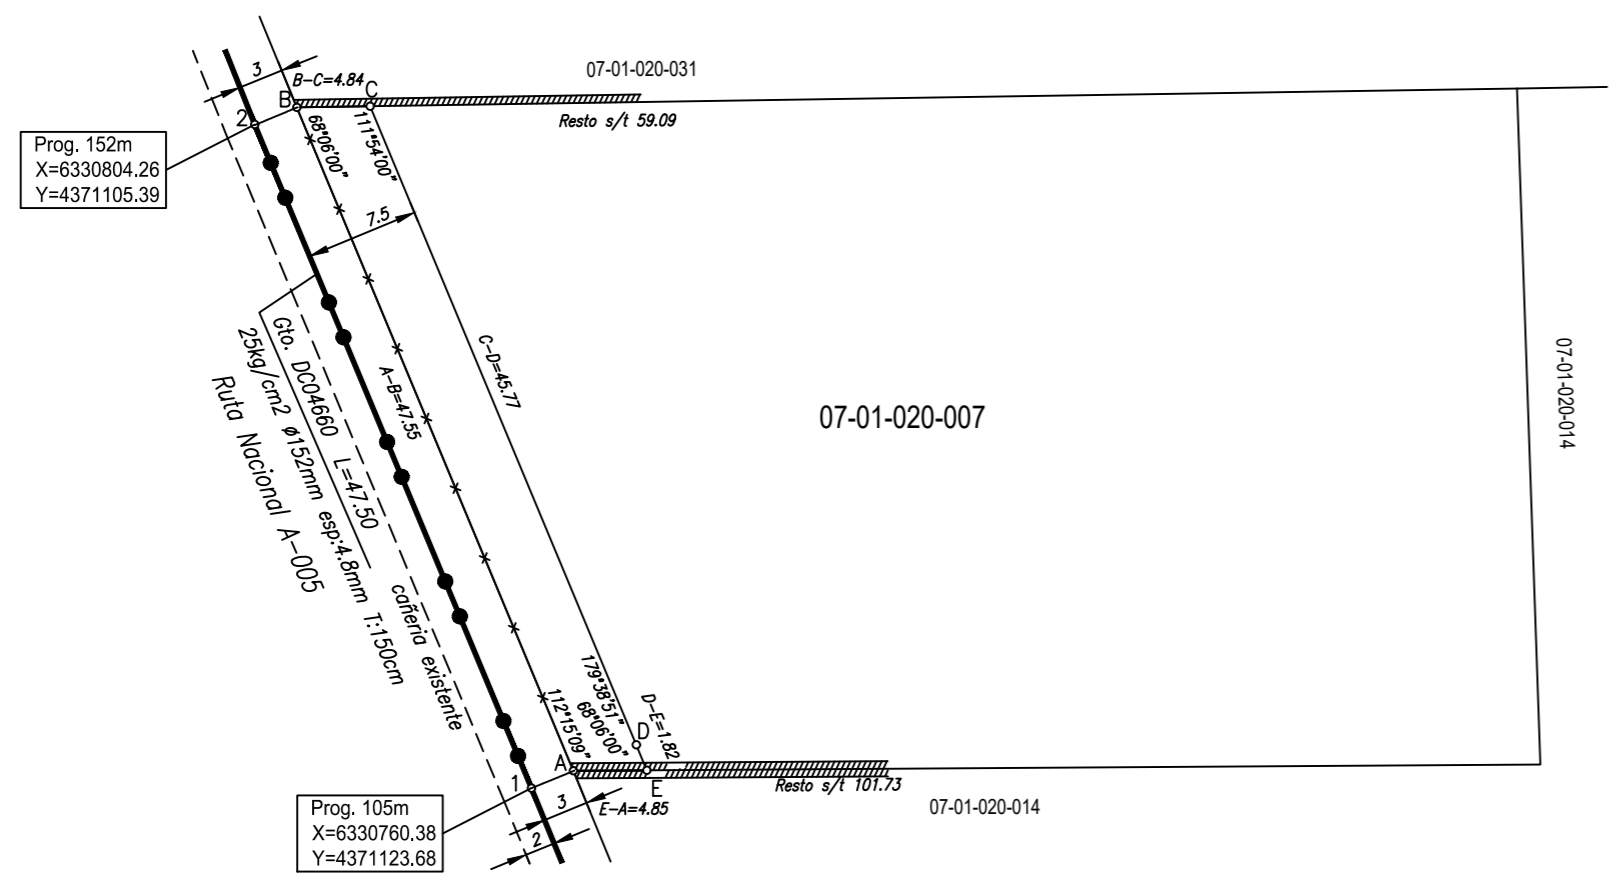 3
B-C=4.84
C
07-01-020-031
B
2
Resto s/t 59.09
68°06'00"
111°54'00"
Prog. 152m
X=6330804.26
Y=4371105.39
7.5
Gto. DC04660 L=47.50
25kg/cm2 ø152mm esp:4.8mm T:150cm
Ruta Nacional A-005
cañeria existente
A-B=47.55
C-D=45.77
07-01-020-007
07-01-020-014
179°38'51"
68°06'00"
112°15'09"
D-E=1.82
D
A
E
1
Resto s/t 101.73
3
E-A=4.85
07-01-020-014
2
Prog. 105m
X=6330760.38
Y=4371123.68